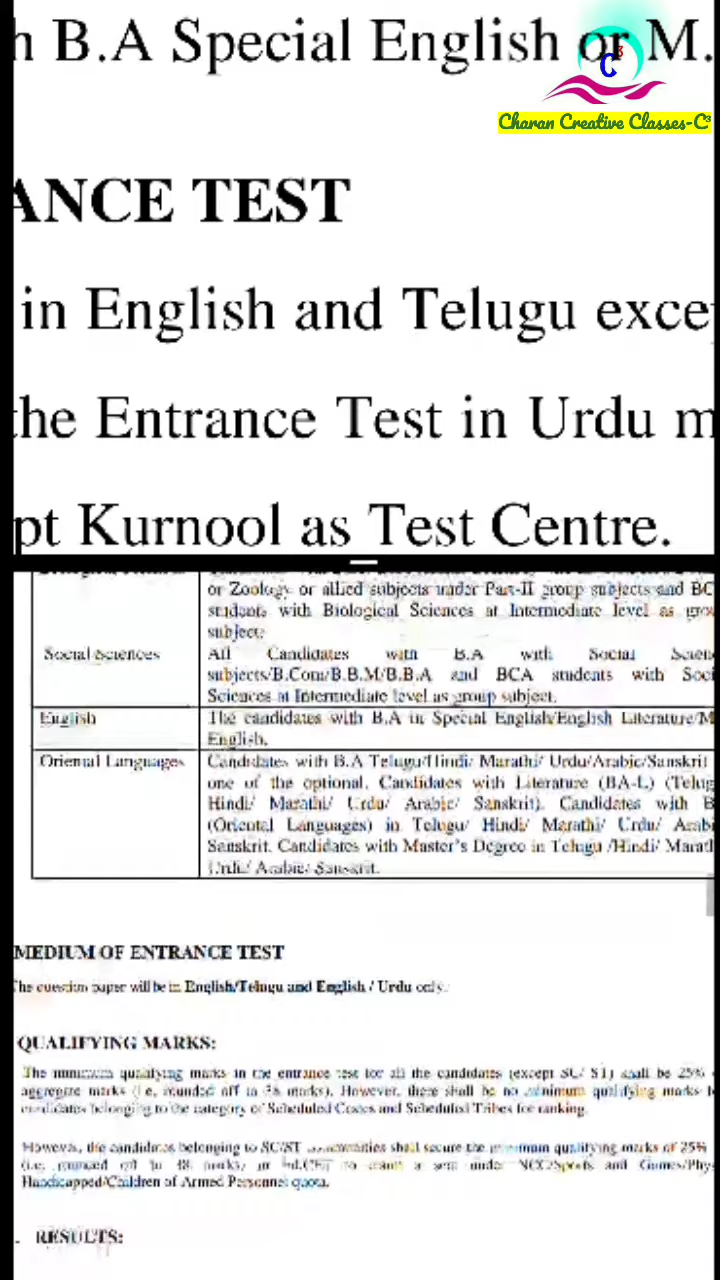 h B.A Special English or M.
C³
Charan Creative Classes-C³
ANCE TEST
in English and Telugu exce
the Entrance Test in Urdu m
pt Kurnool as Test Centre.
or Zoology or allied subjects under Part-II group subjects and BC
students with Biological Sciences at Intermediate level as grou
subject.
Social Sciences
All Candidates with B.A with Social Scien
subjects/B.Com/B.B.M/B.B.A and BCA students with Soci
Sciences at Intermediate level as group subject.
English
The candidates with B.A in Special English/English Literature/M
English.
Oriental Languages
Candidates with B.A Telugu/Hindi/ Marathi/ Urdu/Arabic/Sanskrit
one of the optional. Candidates with Literature (BA-L) (Telug
Hindi/ Marathi/ Urdu/ Arabic/ Sanskrit). Candidates with B
(Oriental Languages) in Telugu/ Hindi/ Marathi/ Urdu/ Arabi
Sanskrit. Candidates with Master's Degree in Telugu /Hindi/ Marath
Urdu/ Arabic/ Sanskrit.
MEDIUM OF ENTRANCE TEST
The question paper will be in English/Telugu and English / Urdu only.
QUALIFYING MARKS:
The minimum qualifying marks in the entrance test for all the candidates (except SC/ ST) shall be 25%
aggregate marks (i.e, rounded off to 38 marks). However, there shall be no minimum qualifying marks
candidates belonging to the category of Scheduled Castes and Scheduled Tribes for ranking.
However, the candidates belonging to SC/ST communities shall secure the minimum qualifying marks of 25%
(i.e. rounded off to 38 marks) in to claim a seat under NCC/Sports and Games/Phys
Handicapped/Children of Armed Personnel quota.
. RESULTS: